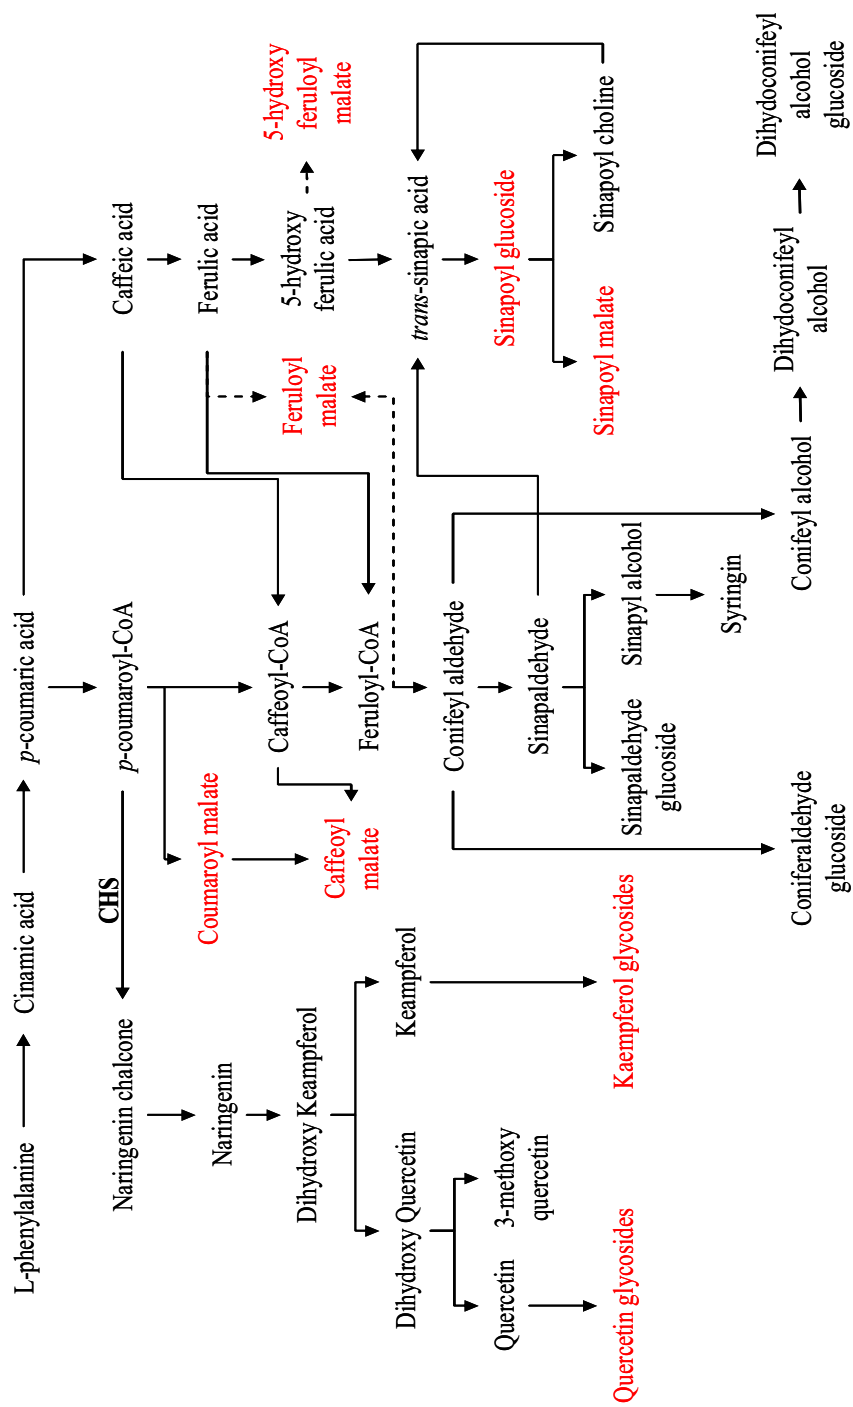 L-phenylalanine
Cinamic acid
p-coumaric acid
CHS
Naringenin chalcone
p-coumaroyl-CoA
Caffeic acid
Naringenin
Coumaroyl malate
Ferulic acid
Dihydroxy Keampferol
Caffeoyl-CoA
Feruloyl
malate
5-hydroxy
ferulic acid
5-hydroxy
feruloyl
malate
Caffeoyl
malate
Feruloyl-CoA
Dihydroxy Quercetin
Keampferol
trans-sinapic acid
Conifeyl aldehyde
Quercetin
3-methoxy
quercetin
Sinapoyl glucoside
Sinapaldehyde
Quercetin glycosides
Kaempferol glycosides
Sinapaldehyde
glucoside
Sinapyl alcohol
Sinapoyl malate
Sinapoyl choline
Syringin
Coniferaldehyde
glucoside
Conifeyl alcohol
Dihydoconifeyl
alcohol
Dihydoconifeyl
alcohol
glucoside